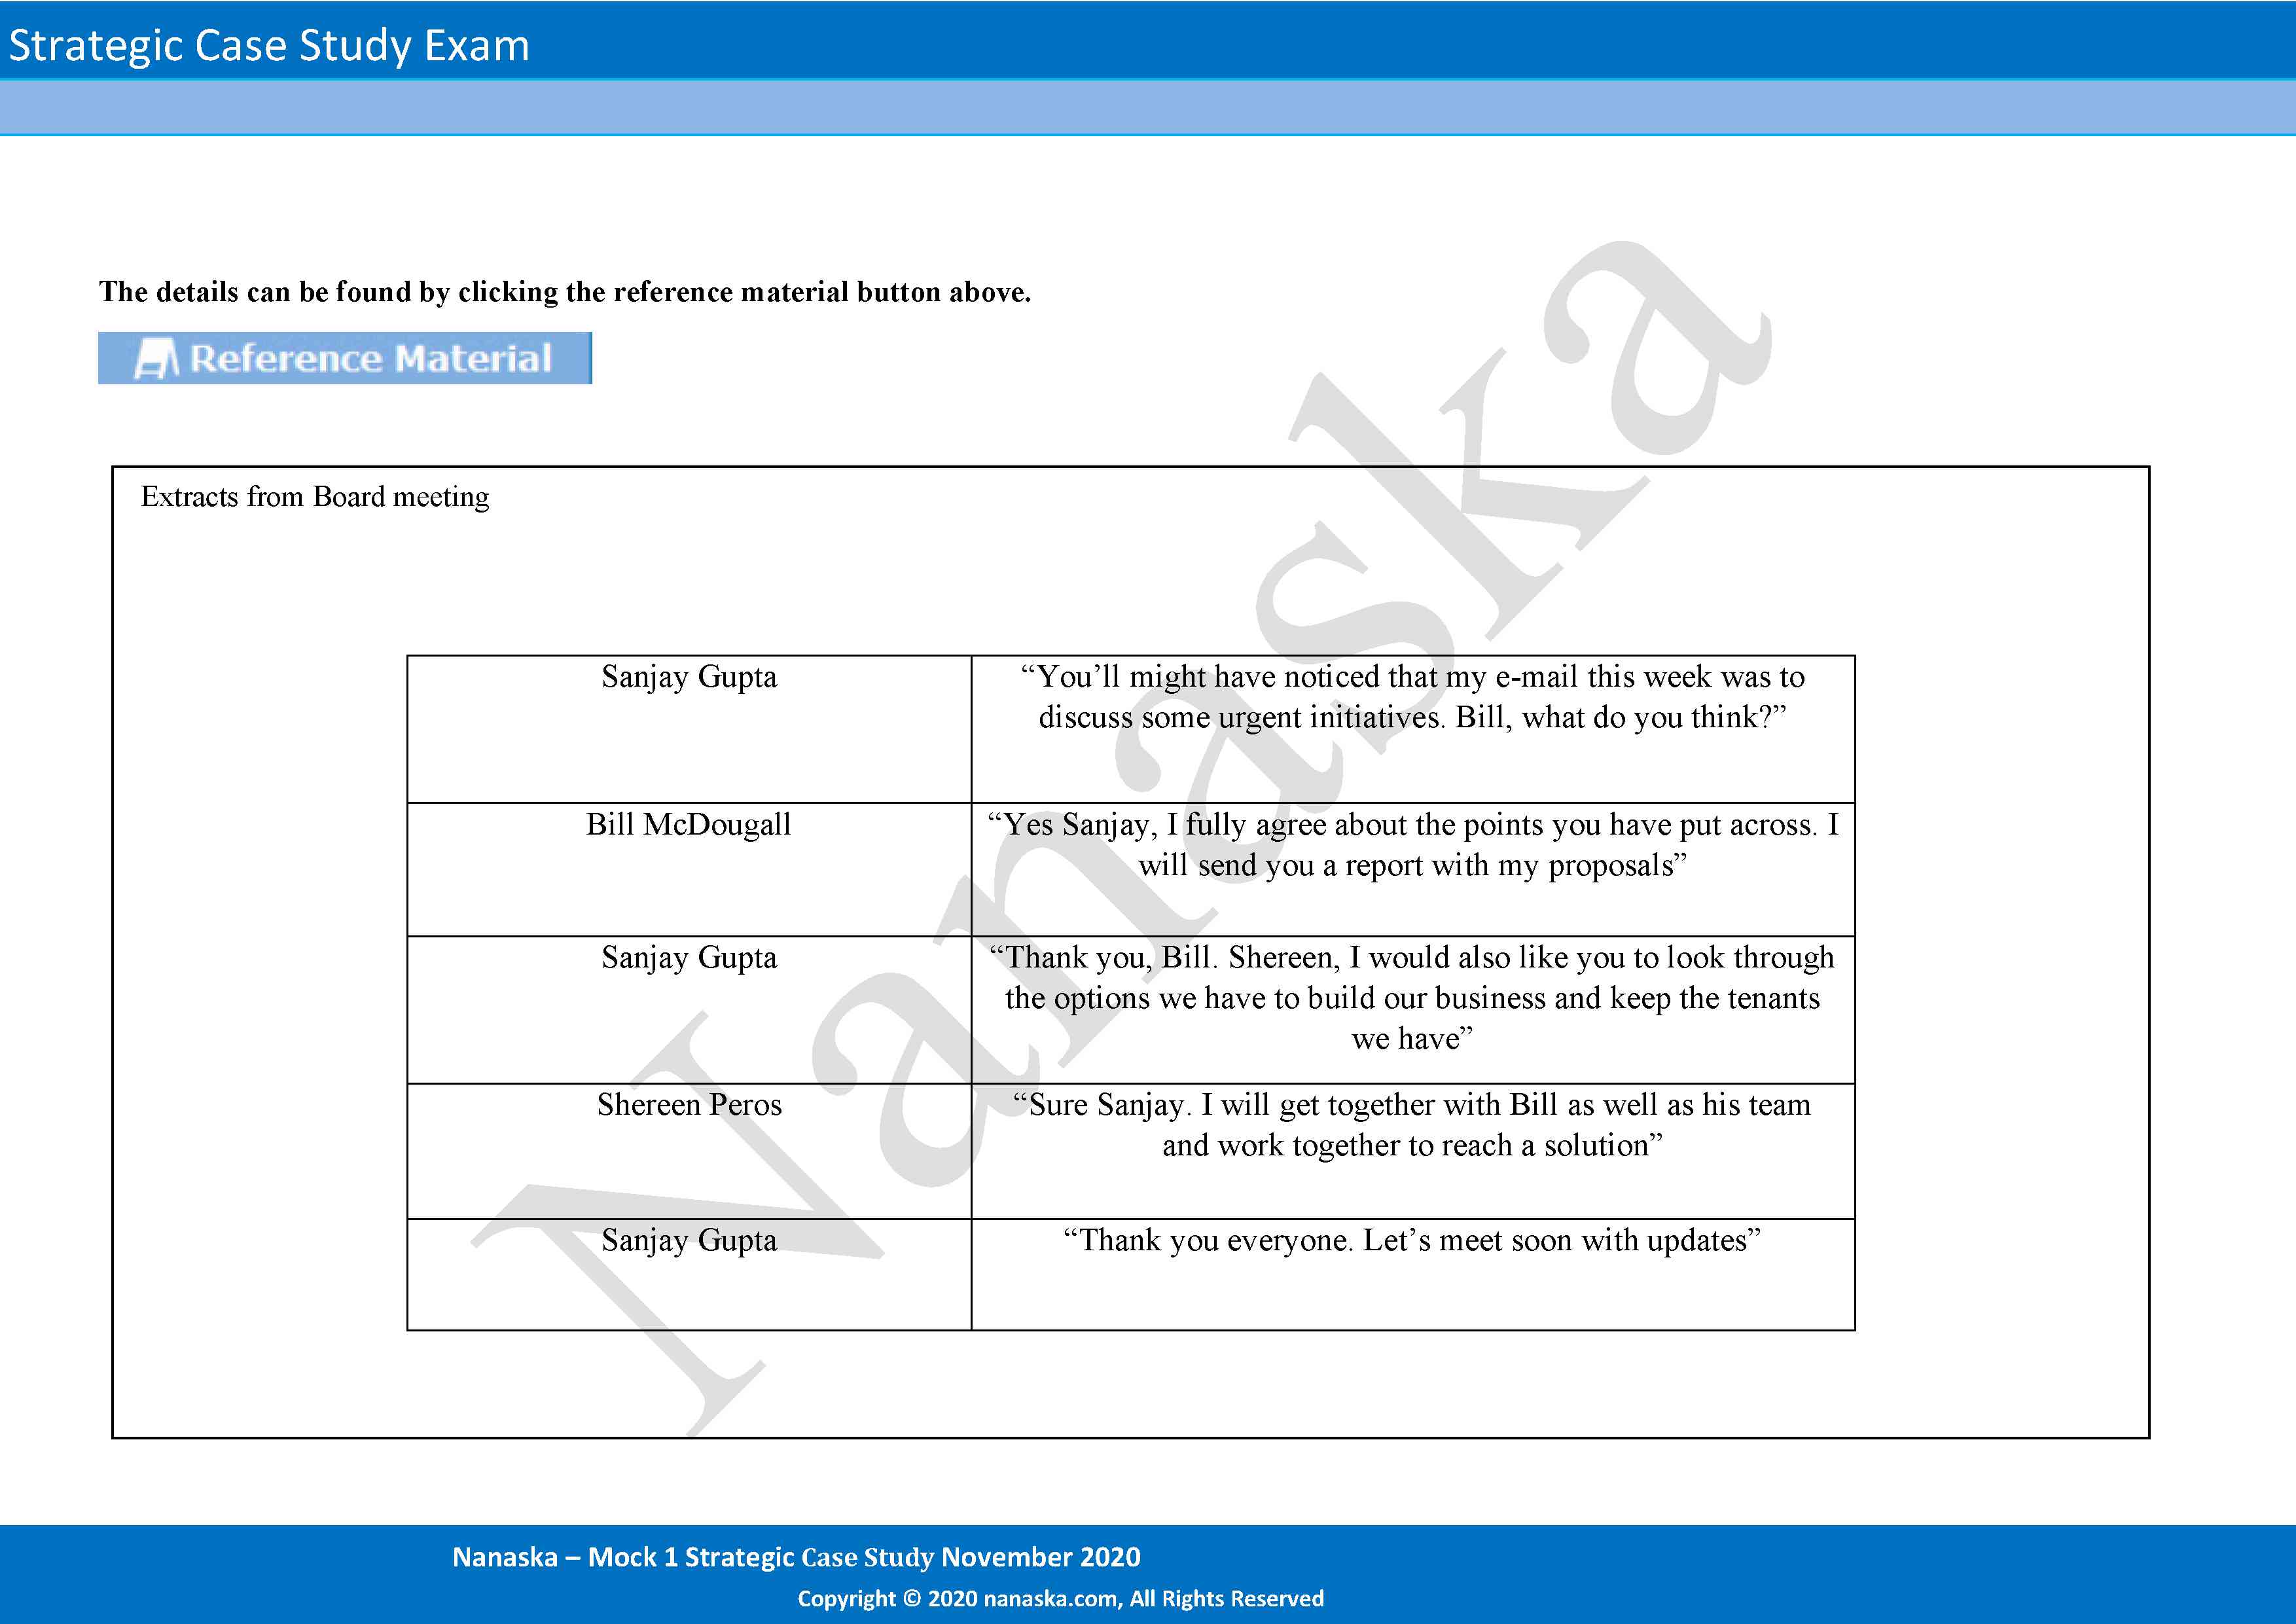 Strategic Case Study Exam
The details can be found by clicking the reference material button above.
Reference Material
Extracts from Board meeting
Sanjay Gupta
“You’ll might have noticed that my e-mail this week was to
discuss some urgent initiatives. Bill, what do you think?”
Bill McDougall
“Yes Sanjay, I fully agree about the points you have put across. I
will send you a report with my proposals”
Sanjay Gupta
“Thank you, Bill. Shereen, I would also like you to look through
the options we have to build our business and keep the tenants
we have”
Shereen Peros
“Sure Sanjay. I will get together with Bill as well as his team
and work together to reach a solution”
Sanjay Gupta
“Thank you everyone. Let’s meet soon with updates”
Nanaska
Nanaska – Mock 1 Strategic Case Study November 2020
Copyright © 2020 nanaska.com, All Rights Reserved